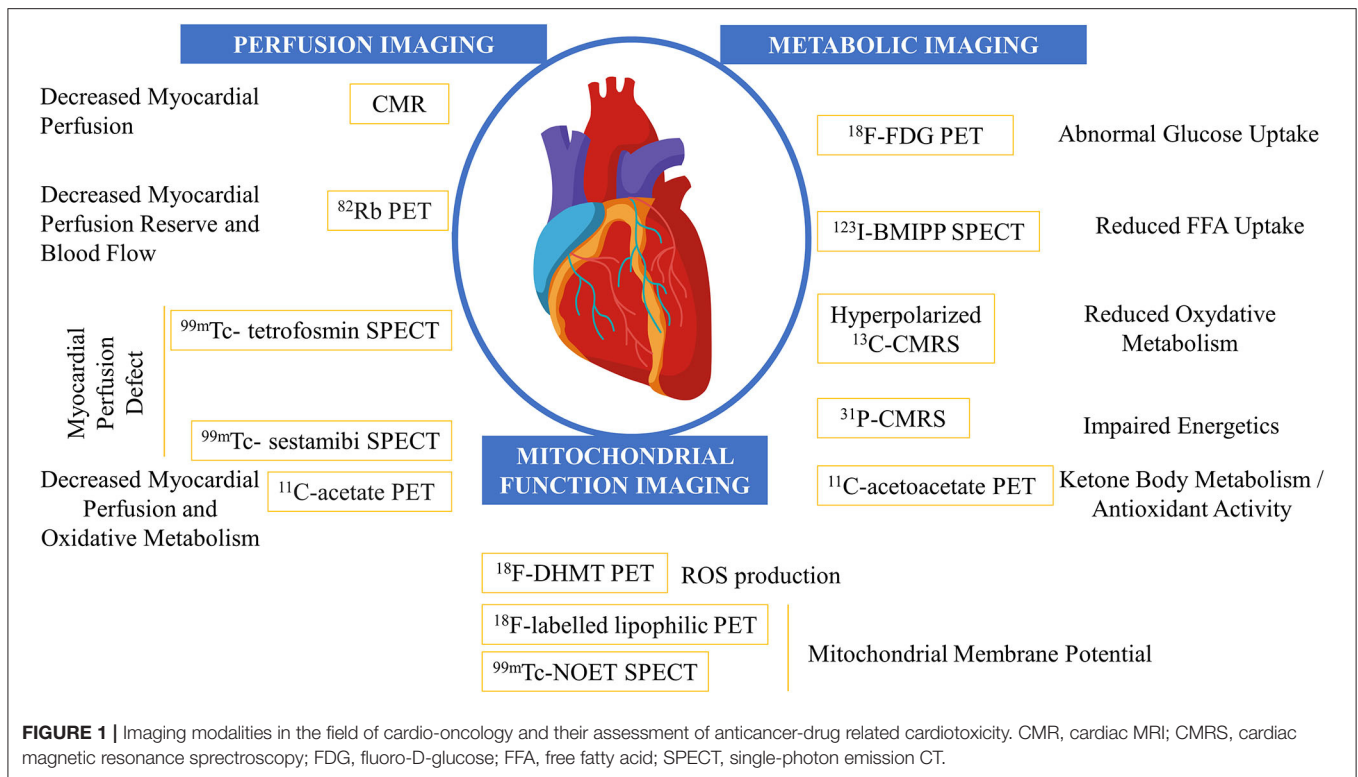 PERFUSION IMAGING
Decreased Myocardial
Perfusion
CMR
Decreased Myocardial
Perfusion Reserve and
Blood Flow
⁸²Rb PET
Myocardial
Perfusion
Defect
⁹⁹ᵐTc- tetrofosmin SPECT
⁹⁹ᵐTc- sestamibi SPECT
Decreased Myocardial
Perfusion and
Oxidative Metabolism
¹¹C-acetate PET
METABOLIC IMAGING
¹⁸F-FDG PET
Abnormal Glucose Uptake
¹²³I-BMIPP SPECT
Reduced FFA Uptake
Hyperpolarized
¹³C-CMRS
Reduced Oxydative
Metabolism
³¹P-CMRS
Impaired Energetics
¹¹C-acetoacetate PET
Ketone Body Metabolism /
Antioxidant Activity
MITOCHONDRIAL
FUNCTION IMAGING
¹⁸F-DHMT PET
ROS production
¹⁸F-labelled lipophilic PET
⁹⁹ᵐTc-NOET SPECT
Mitochondrial Membrane Potential
FIGURE 1 | Imaging modalities in the field of cardio-oncology and their assessment of anticancer-drug related cardiotoxicity. CMR, cardiac MRI; CMRS, cardiac
magnetic resonance sprectroscopy; FDG, fluoro-D-glucose; FFA, free fatty acid; SPECT, single-photon emission CT.